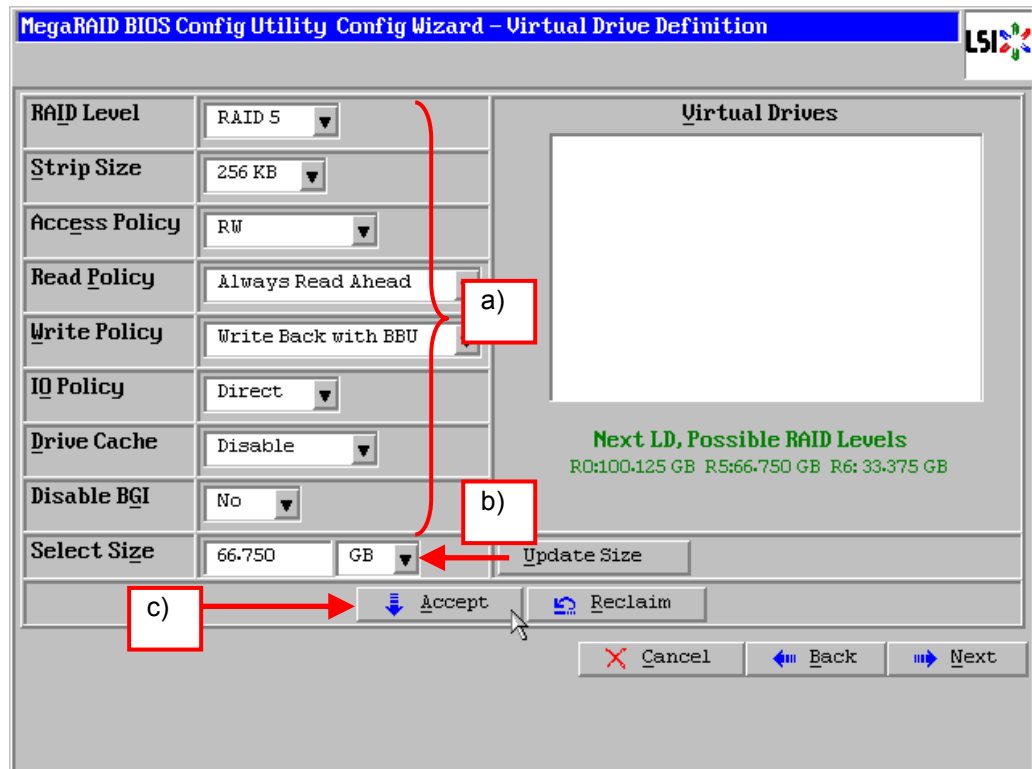 MegaRAID BIOS Config Utility Config Wizard – Virtual Drive Definition
LSI
RAID Level
RAID 5
Strip Size
256 KB
Access Policy
RW
Read Policy
Always Read Ahead
Write Policy
Write Back with BBU
IO Policy
Direct
Drive Cache
Disable
Disable BGI
No
Select Size
66.750
GB
Update Size
a)
b)
c)
Virtual Drives
Next LD, Possible RAID Levels
R0:100.125 GB R5:66.750 GB R6: 33.375 GB
Accept
Reclaim
Cancel
Back
Next